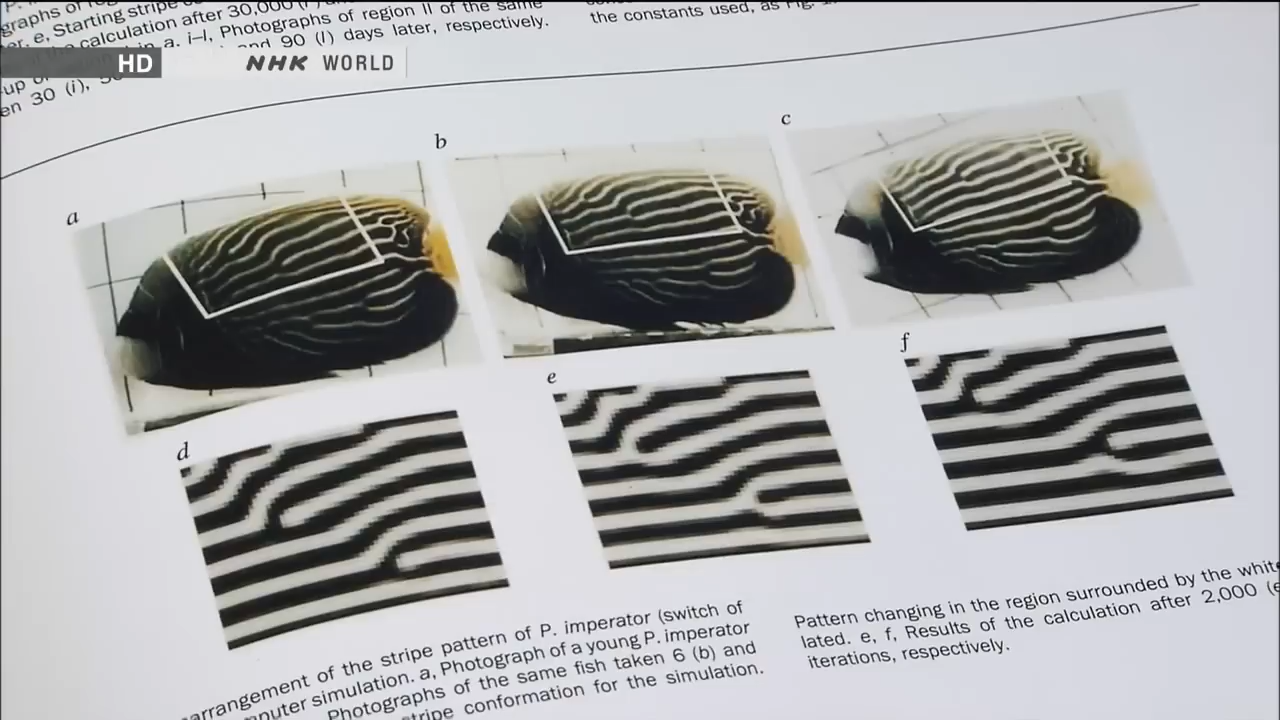 graphs of
er. e, Starting stripe
the calculation after 30,000
in a. i–l, Photographs of region II of the same
and 90 (l) days later, respectively.
en 30 (i),
the constants used, as Fig.
HD
NHK WORLD
a
b
c
d
e
f
arrangement of the stripe pattern of P. imperator (switch of
mputer simulation. a, Photograph of a young P. imperator
Photographs of the same fish taken 6 (b) and
stripe conformation for the simulation.
Pattern changing in the region surrounded by the white
lated. e, f, Results of the calculation after 2,000 (e
iterations, respectively.